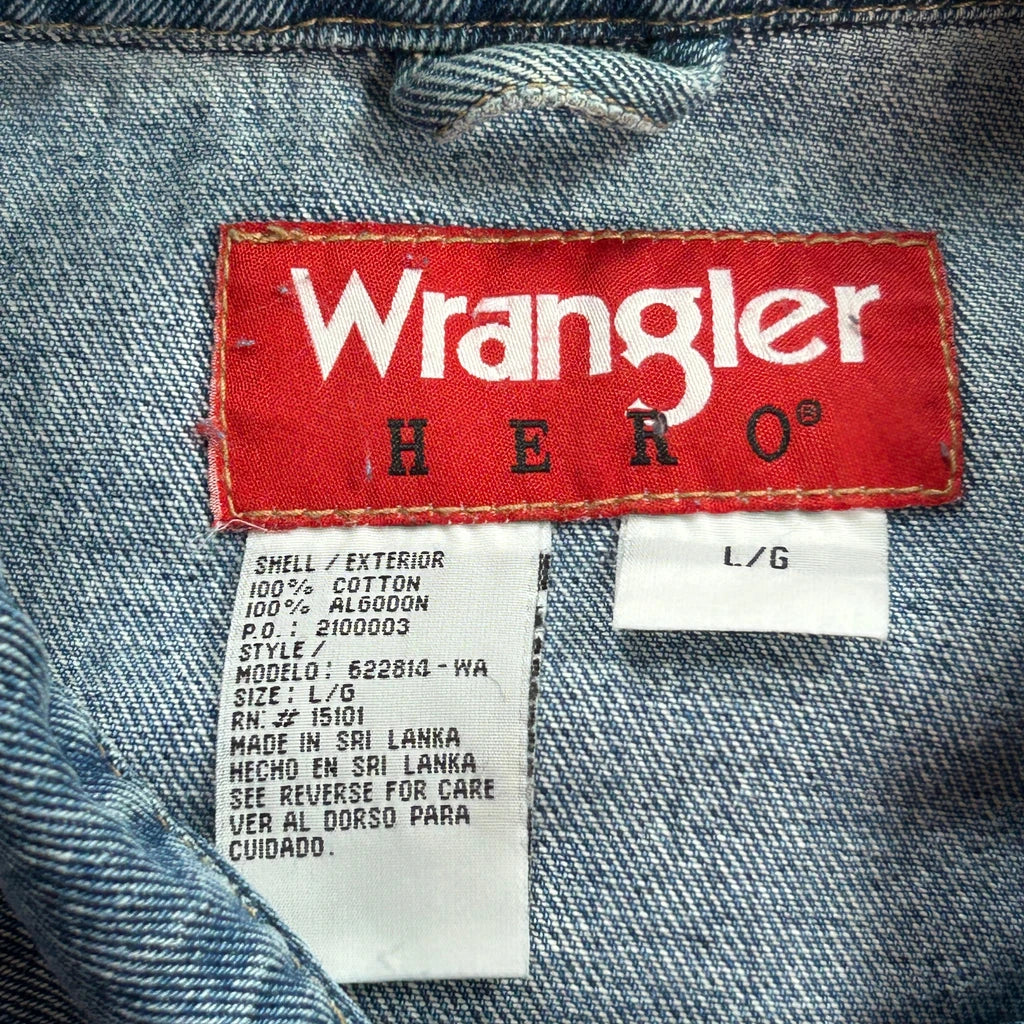 Wrangler
HERO®
SHELL / EXTERIOR
100% COTTON
100% ALGODON
P.O.: 2100003
STYLE /
MODELO: 622814-WA
SIZE: L/G
RN: # 15101
MADE IN SRI LANKA
HECHO EN SRI LANKA
SEE REVERSE FOR CARE
VER AL DORSO PARA
CUIDADO.
L/G